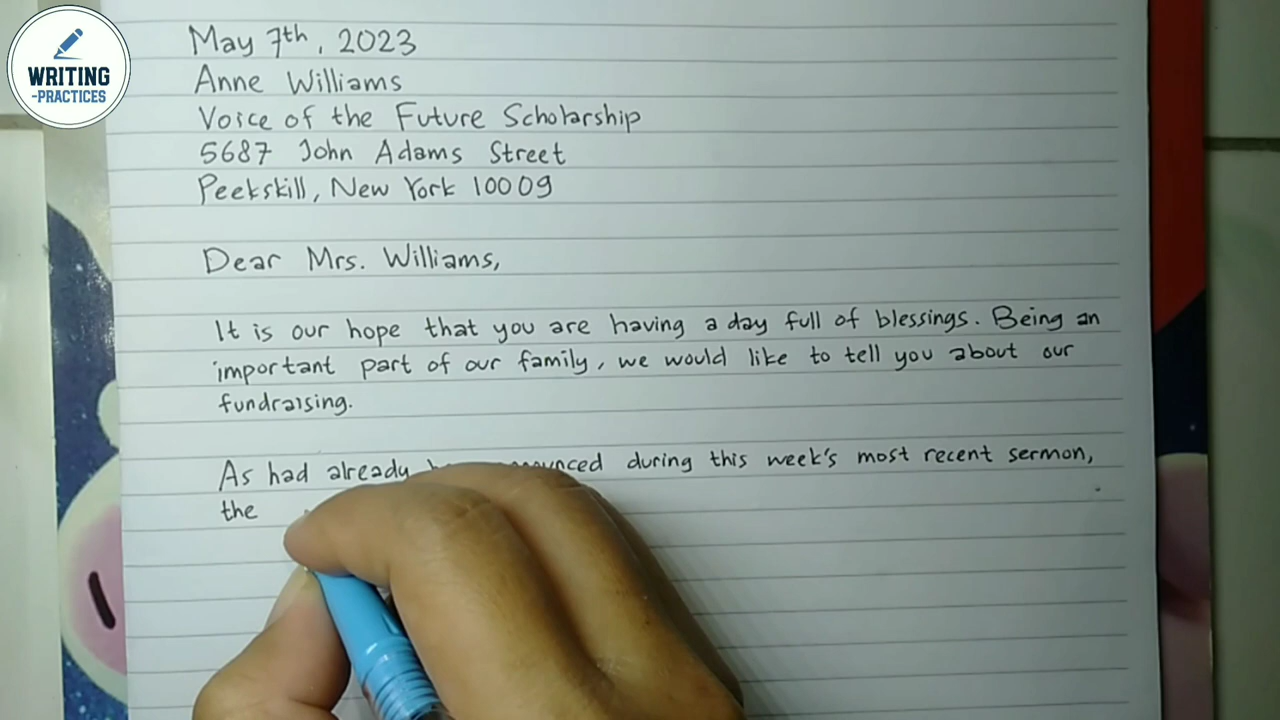 WRITING
-PRACTICES
May 7th, 2023
Anne Williams
Voice of the Future Scholarship
5687 John Adams Street
Peekskill, New York 10009
Dear Mrs. Williams,
It is our hope that you are having a day full of blessings. Being an
important part of our family, we would like to tell you about our
fundraising.
As had already during this week's most recent sermon,
the